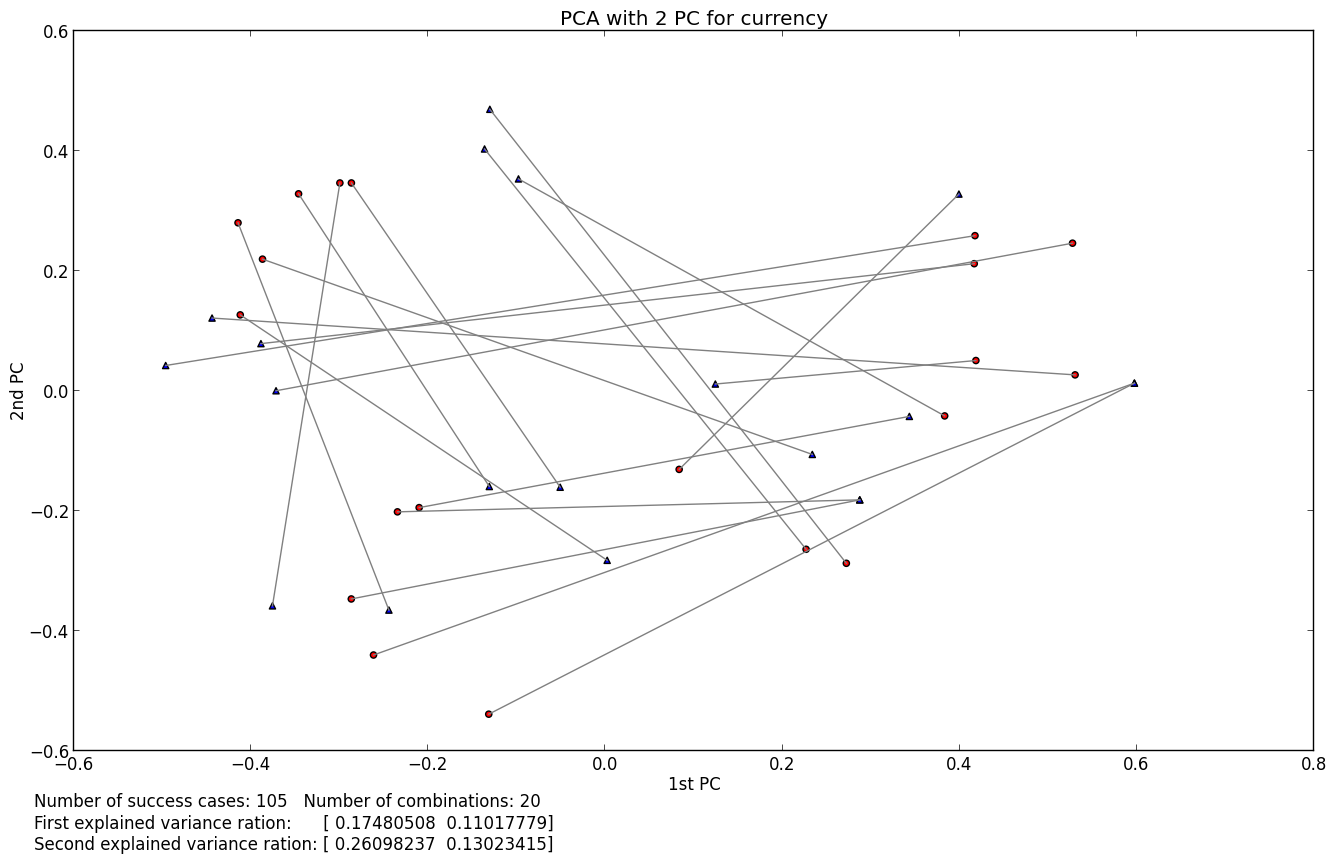 PCA with 2 PC for currency
0.6
0.4
0.2
0.0
−0.2
−0.4
−0.6
2nd PC
−0.6 −0.4 −0.2 0.0 0.2 0.4 0.6 0.8
1st PC
Number of success cases: 105 Number of combinations: 20
First explained variance ration: [ 0.17480508 0.11017779]
Second explained variance ration: [ 0.26098237 0.13023415]